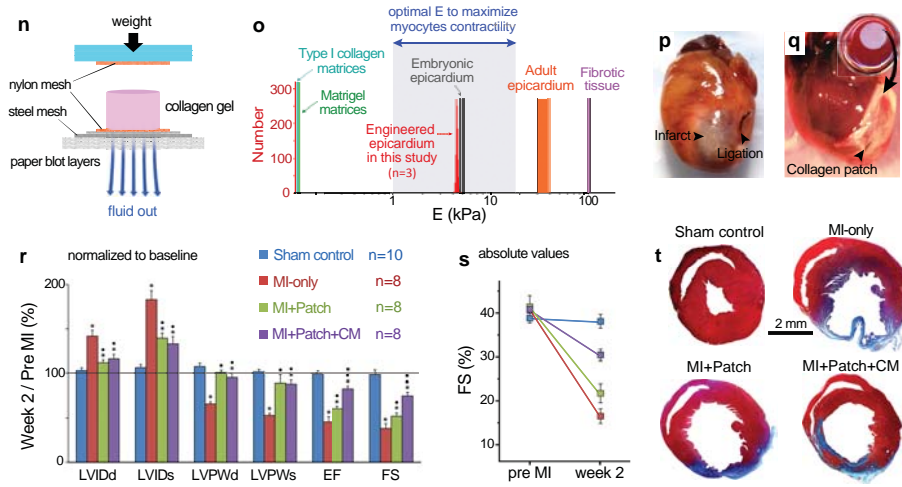 n
weight
nylon mesh
collagen gel
steel mesh
paper blot layers
fluid out
o
optimal E to maximize
myocytes contractility
Type I collagen
matrices
Matrigel
matrices
Embryonic
epicardium
Adult
epicardium
Fibrotic
tissue
Engineered
epicardium
in this study
(n=3)
Number
300
200
100
0
1
10
100
E (kPa)
p
Infarct
Ligation
q
Collagen patch
r
normalized to baseline
Sham control n=10
MI-only n=8
MI+Patch n=8
MI+Patch+CM n=8
Week 2 / Pre MI (%)
200
100
0
LVIDd LVIDs LVPWd LVPWs EF FS
s
absolute values
FS (%)
40
30
20
10
pre MI week 2
t
Sham control
MI-only
2 mm
MI+Patch
MI+Patch+CM